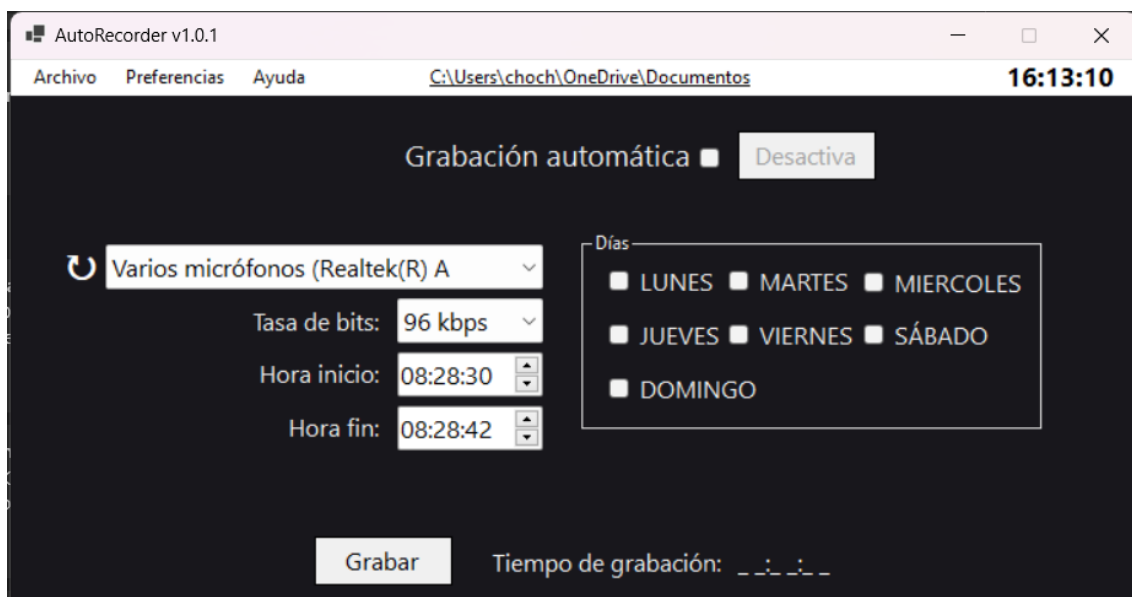 AutoRecorder v1.0.1
Archivo Preferencias Ayuda C:\Users\choch\OneDrive\Documentos 16:13:10
Grabación automática Desactiva
Varios micrófonos (Realtek(R) A
Tasa de bits: 96 kbps
Hora inicio: 08:28:30
Hora fin: 08:28:42
Días
LUNES MARTES MIERCOLES
JUEVES VIERNES SÁBADO
DOMINGO
Grabar Tiempo de grabación: _ _:_ _:_ _